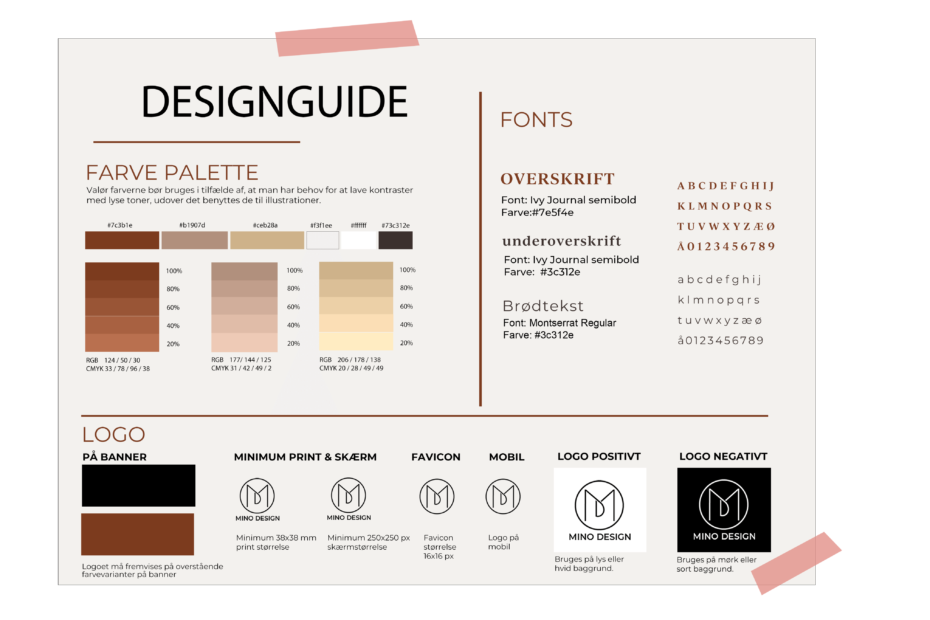 DESIGNGUIDE
FARVE PALETTE
Valør farverne bør bruges i tilfælde af, at man har behov for at lave kontraster
med lyse toner, udover det benyttes de til illustrationer.
#7c3b1e #b1907d #ceb28a #f3f1ee #ffffff #73c312e
100% 100% 100%
80% 80% 80%
60% 60% 60%
40% 40% 40%
20% 20% 20%
RGB 124 / 50 / 30
CMYK 33 / 78 / 96 / 38
RGB 177/ 144 / 125
CMYK 31 / 42 / 49 / 2
RGB 206 / 178 / 138
CMYK 20 / 28 / 49 / 49
FONTS
OVERSKRIFT
Font: Ivy Journal semibold
Farve:#7e5f4e
underoverskrift
Font: Ivy Journal semibold
Farve: #3c312e
Brødtekst
Font: Montserrat Regular
Farve: #3c312e
A B C D E F G H I J
K L M N O P Q R S
T U V W X Y Z Æ Ø
Å 0 1 2 3 4 5 6 7 8 9
a b c d e f g h i j
k l m n o p q r s
t u v w x y z æ ø
å 0 1 2 3 4 5 6 7 8 9
LOGO
PÅ BANNER
Logoet må fremvises på overstående
farvevarianter på banner
MINIMUM PRINT & SKÆRM
MINO DESIGN
Minimum 38x38 mm
print størrelse
MINO DESIGN
Minimum 250x250 px
skærmstørrelse
FAVICON
Favicon
størrelse
16x16 px
MOBIL
Logo på
mobil
LOGO POSITIVT
MINO DESIGN
Bruges på lys eller
hvid baggrund.
LOGO NEGATIVT
MINO DESIGN
Bruges på mørk eller
sort baggrund.